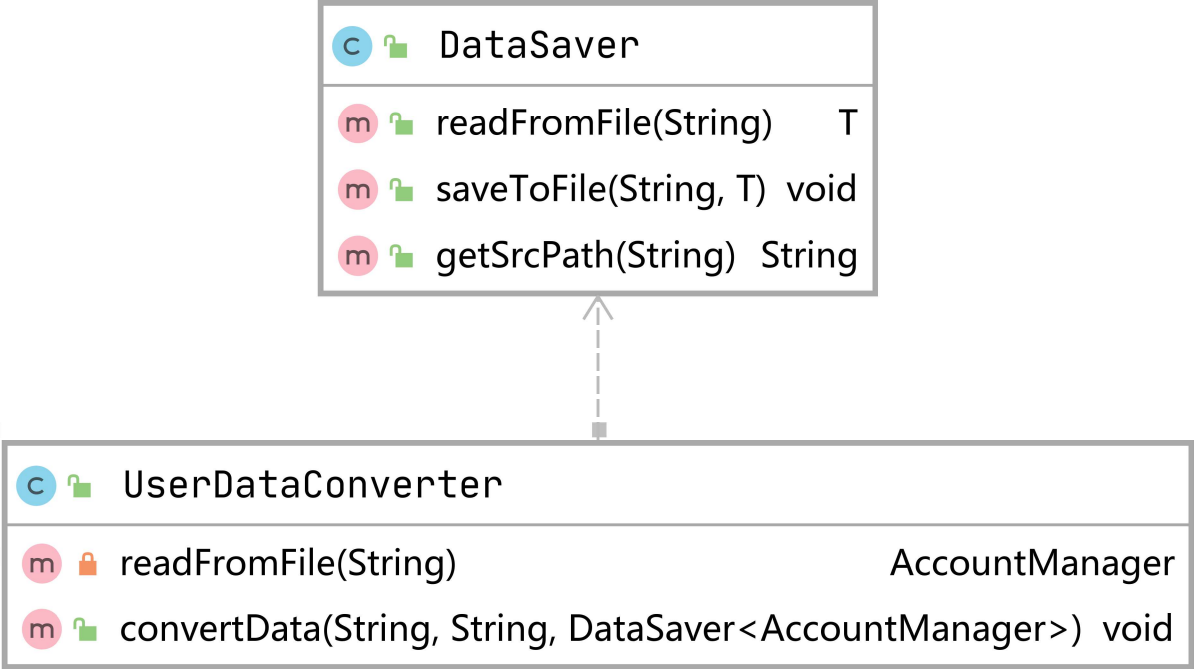 C DataSaver
m readFromFile(String) T
m saveToFile(String, T) void
m getSrcPath(String) String
C UserDataConverter
m readFromFile(String) AccountManager
m convertData(String, String, DataSaver<AccountManager>) void